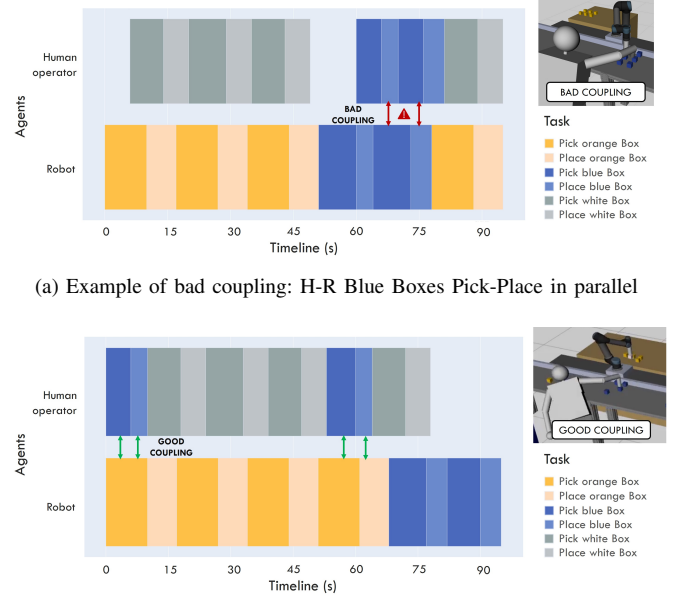 Human
operator
Agents
Robot
BAD
COUPLING
0 15 30 45 60 75 90
Timeline (s)
BAD COUPLING
Task
Pick orange Box
Place orange Box
Pick blue Box
Place blue Box
Pick white Box
Place white Box
(a) Example of bad coupling: H-R Blue Boxes Pick-Place in parallel
Human
operator
Agents
Robot
GOOD
COUPLING
0 15 30 45 60 75 90
Timeline (s)
GOOD COUPLING
Task
Pick orange Box
Place orange Box
Pick blue Box
Place blue Box
Pick white Box
Place white Box